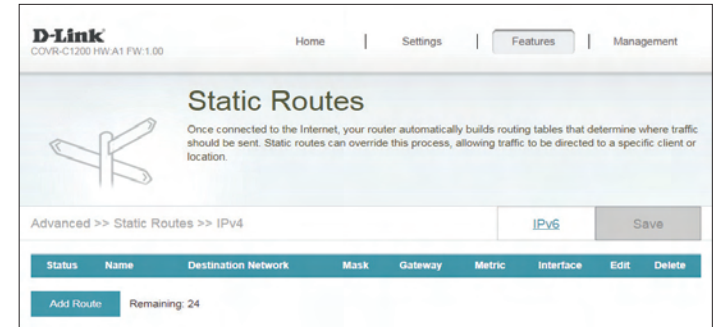 D-Link
COVR-C1200 HW:A1 FW:1.00
Home | Settings | Features | Management
Static Routes
Once connected to the Internet, your router automatically builds routing tables that determine where traffic
should be sent. Static routes can override this process, allowing traffic to be directed to a specific client or
location.
Advanced >> Static Routes >> IPv4
IPv6
Save
Status Name Destination Network Mask Gateway Metric Interface Edit Delete
Add Route Remaining: 24